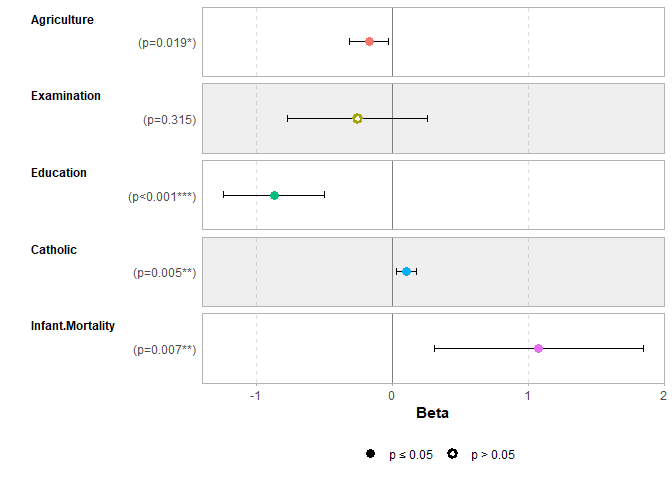 Agriculture
(p=0.019*)
Examination
(p=0.315)
Education
(p<0.001***)
Catholic
(p=0.005**)
Infant.Mortality
(p=0.007**)
-1 0 1 2
Beta
p ≤ 0.05 p > 0.05